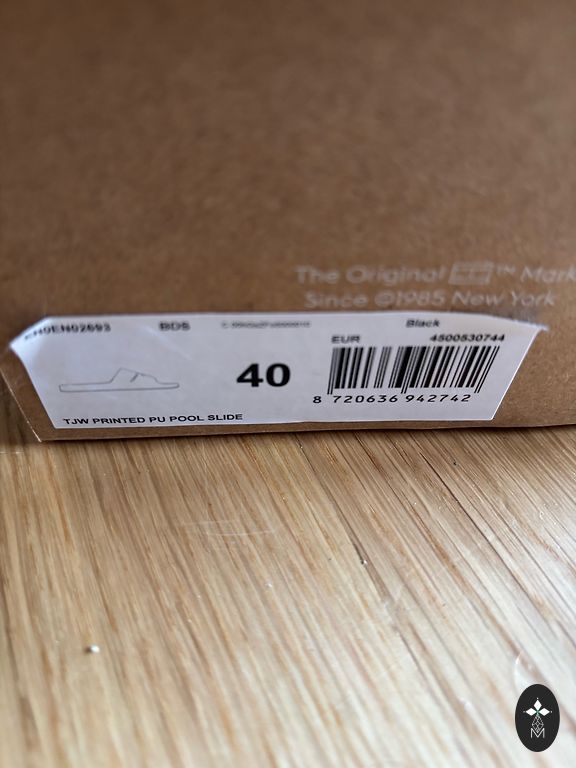 The Original ™ Mark
Since ©1985 New York
BDS
Black
EN0EN02693
EUR
4500530744
40
8 720636 942742
TJW PRINTED PU POOL SLIDE
M